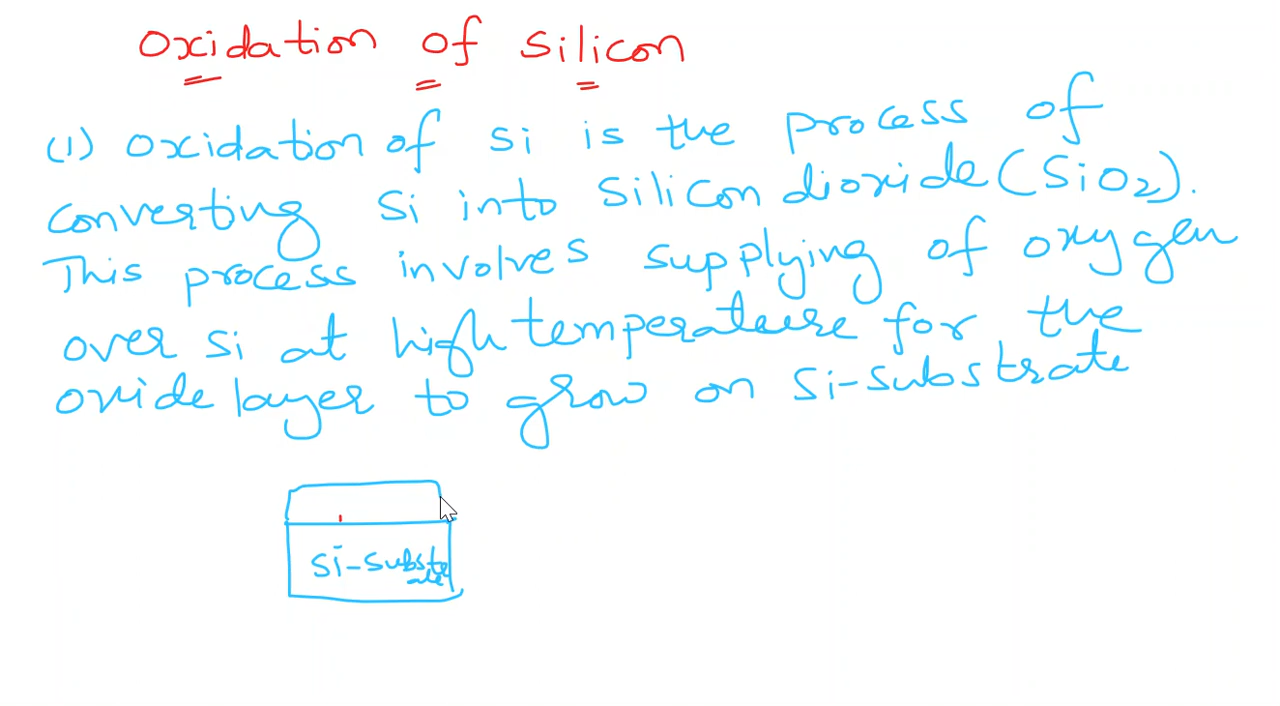 Oxidation of silicon
(1) Oxidation of Si is the process of
converting Si into Silicon dioxide (SiO2).
This process involves supplying of oxygen
over Si at high temperature for the
oxide layer to grow on Si-substrate
Si-substrate